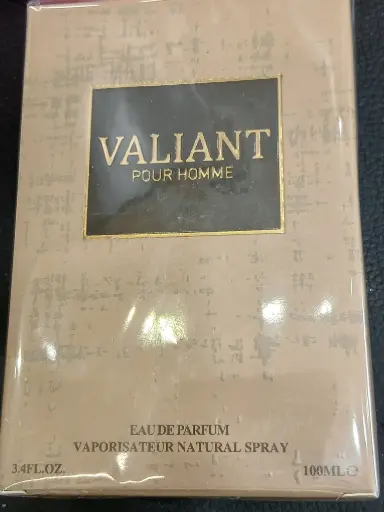 VALIANT
POUR HOMME
EAU DE PARFUM
VAPORISATEUR NATURAL SPRAY
3.4FL.OZ. 100ML℮